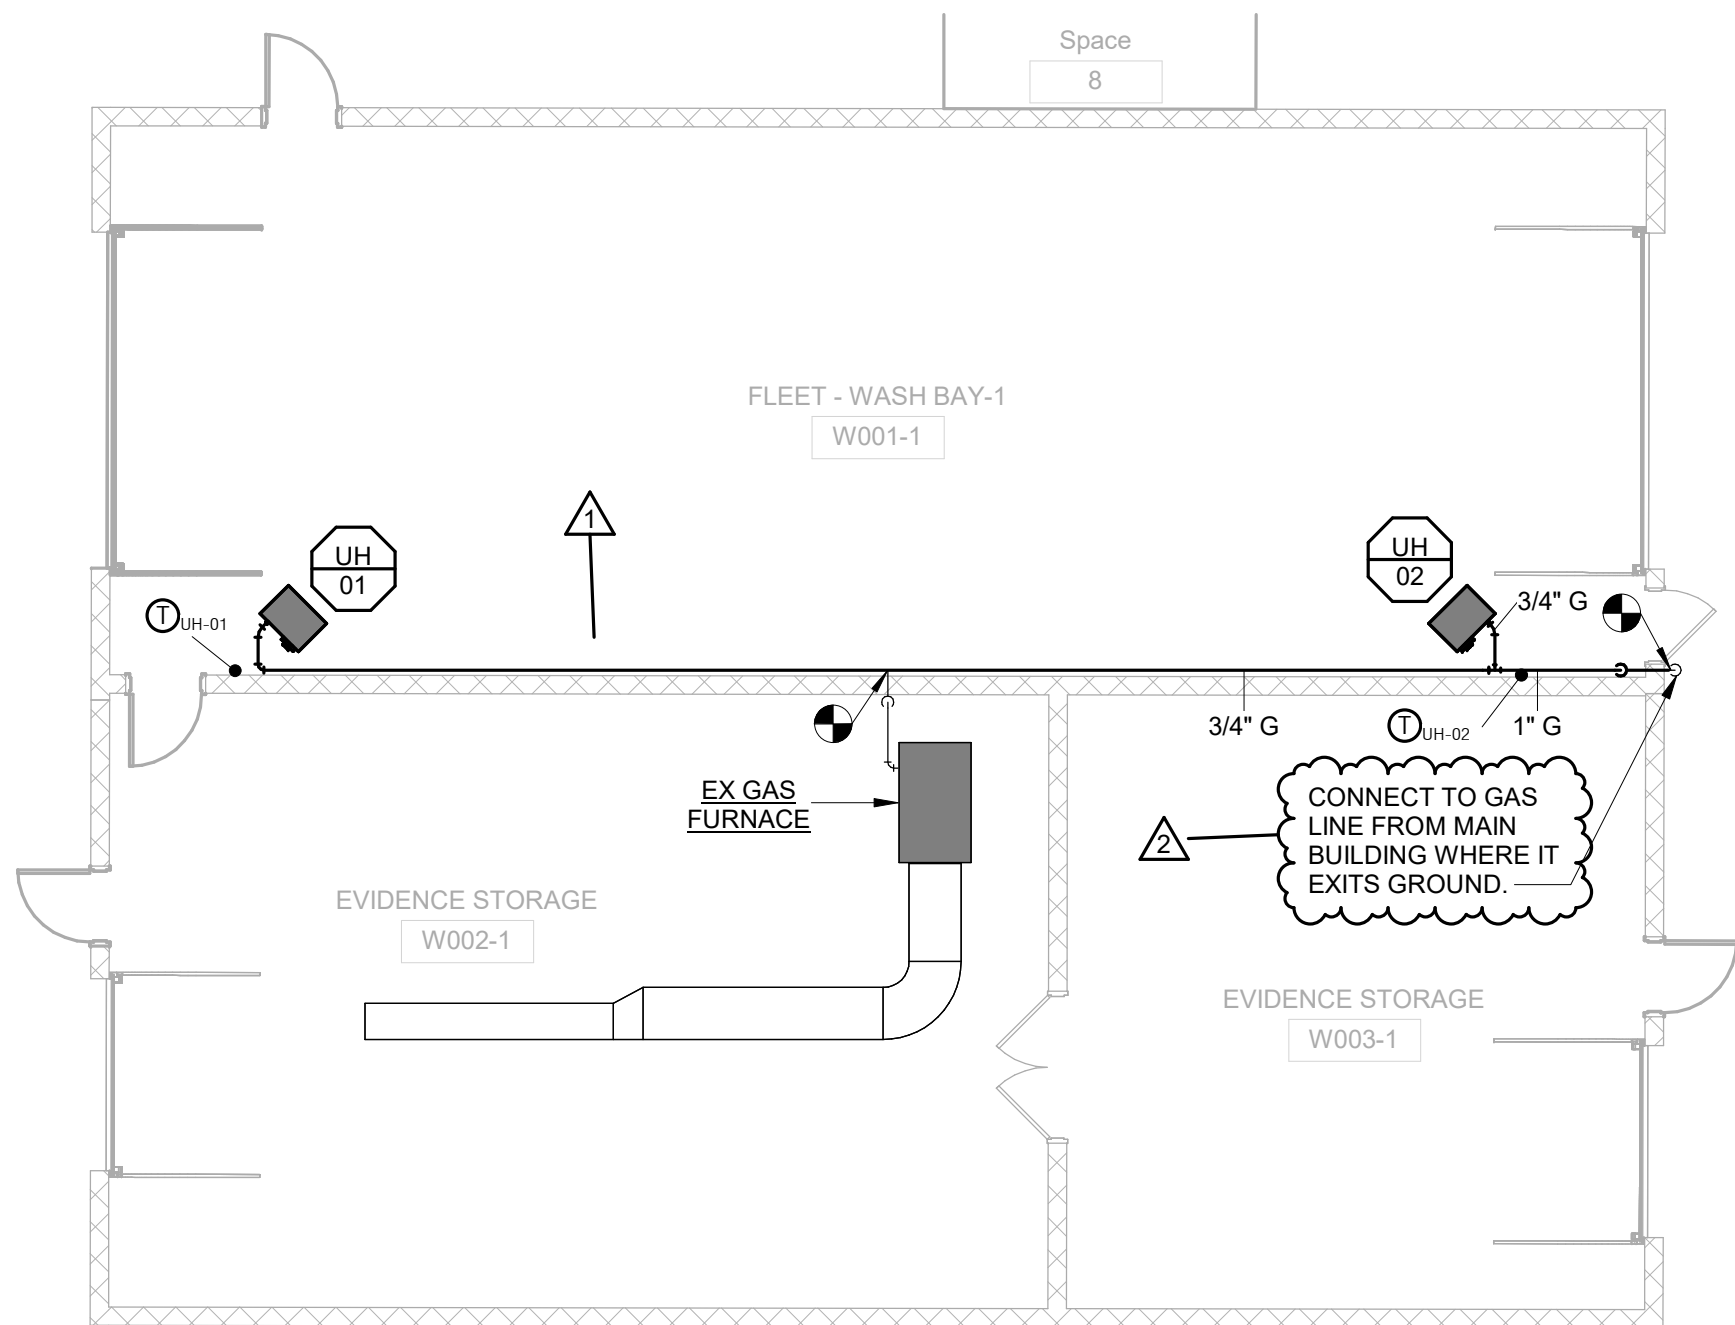 Space
8
FLEET - WASH BAY-1
W001-1
1
UH
01
UH
02
T UH-01
3/4" G
3/4" G
T UH-02
1" G
EX GAS
FURNACE
CONNECT TO GAS
LINE FROM MAIN
BUILDING WHERE IT
EXITS GROUND.
2
EVIDENCE STORAGE
W002-1
EVIDENCE STORAGE
W003-1